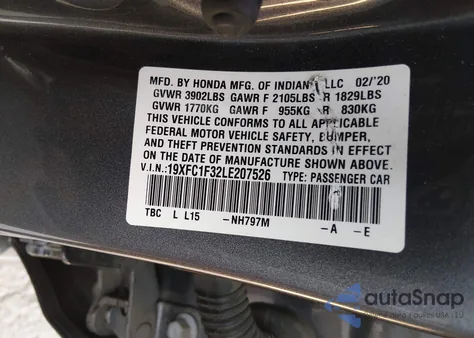 MFD. BY HONDA MFG. OF INDIANA LLC 02/'20
GVWR 3902LBS GAWR F 2105LBS R 1829LBS
GVWR 1770KG GAWR F 955KG R 830KG
THIS VEHICLE CONFORMS TO ALL APPLICABLE
FEDERAL MOTOR VEHICLE SAFETY, BUMPER,
AND THEFT PREVENTION STANDARDS IN EFFECT
ON THE DATE OF MANUFACTURE SHOWN ABOVE.
V.I.N.: 19XFC1F32LE207526 TYPE: PASSENGER CAR
TBC L L15 -NH797M -A -E
autoSnap